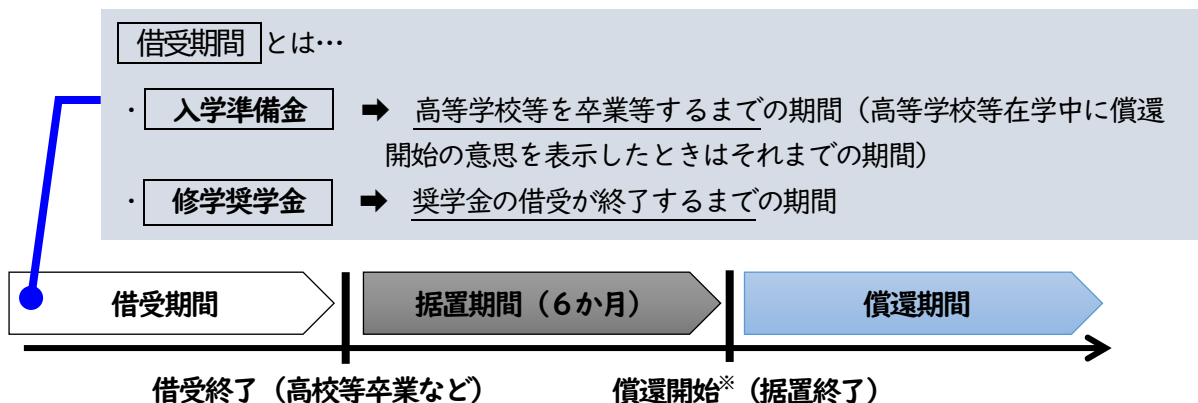 借受期間 とは…
・ 入学準備金 ➡ 高等学校等を卒業等するまでの期間（高等学校等在学中に償還
開始の意思を表示したときはそれまでの期間）
・ 修学奨学金 ➡ 奨学金の借受が終了するまでの期間
借受期間 据置期間（６か月） 償還期間
借受終了（高校等卒業など） 償還開始※（据置終了）